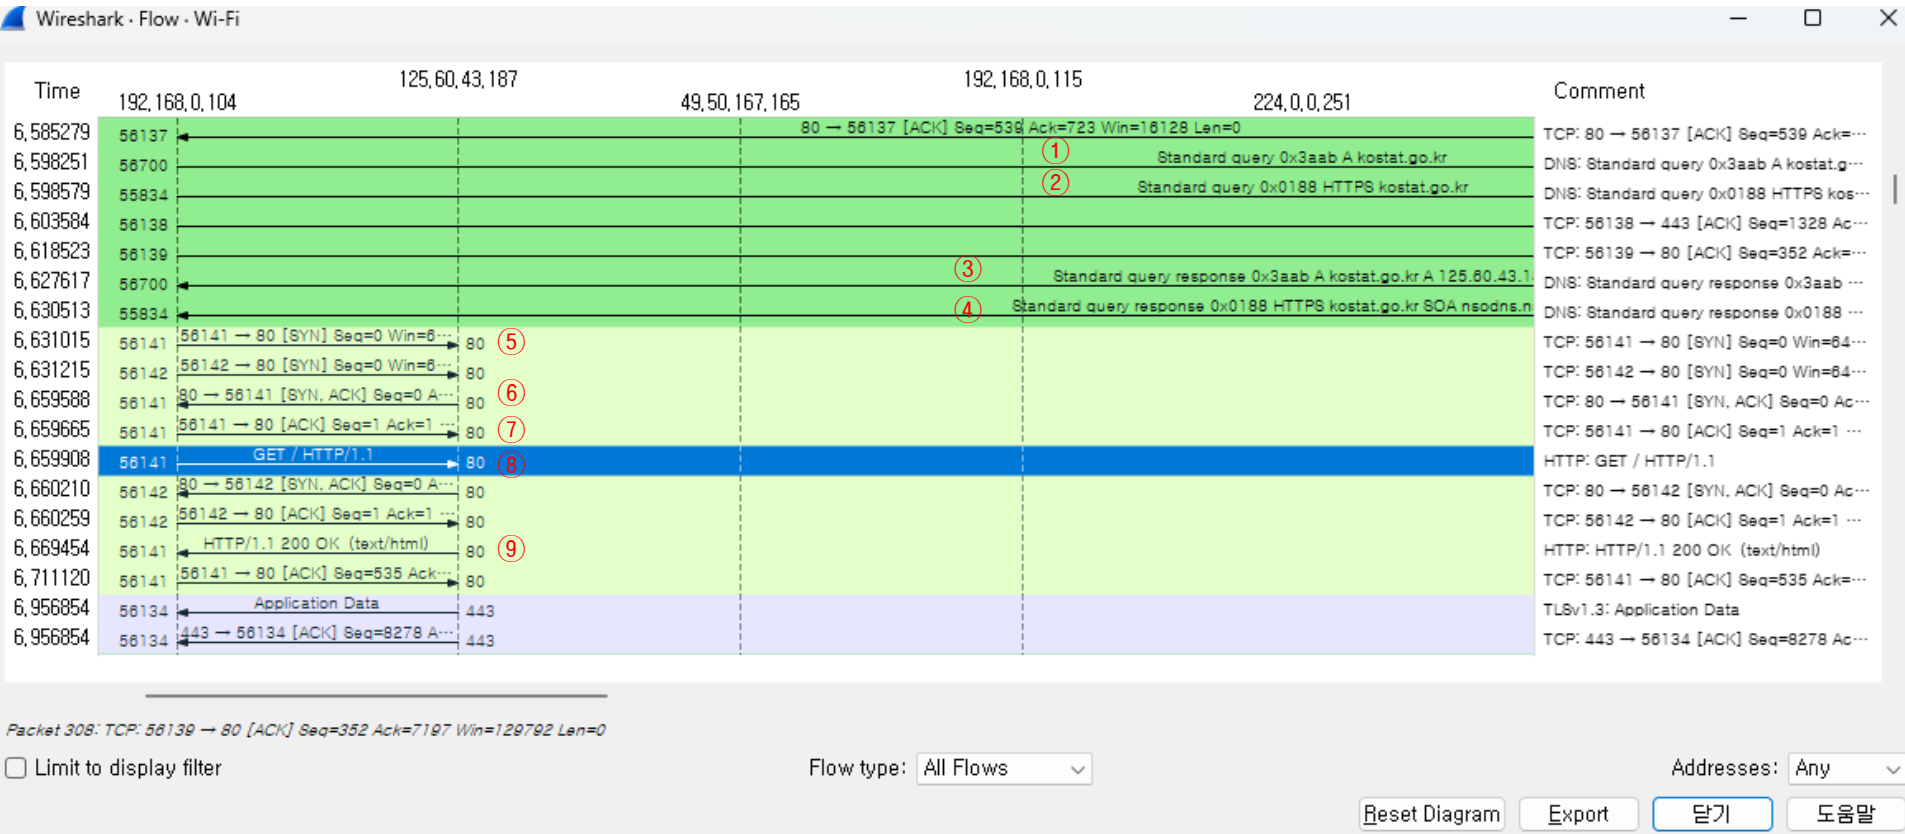 Wireshark · Flow · Wi-Fi
Time
192,168,0,104
125,60,43,187
49,50,167,165
192,168,0,115
224,0,0,251
Comment
6,585279 56137 80 → 56137 [ACK] Seq=539 Ack=723 Win=16128 Len=0 TCP: 80 → 56137 [ACK] Seq=539 Ack=···
6,598251 56700 ① Standard query 0x3aab A kostat.go.kr DNS: Standard query 0x3aab A kostat.g···
6,598579 55834 ② Standard query 0x0188 HTTPS kostat.go.kr DNS: Standard query 0x0188 HTTPS kos···
6,603584 56138 TCP: 56138 → 443 [ACK] Seq=1328 Ac···
6,618523 56139 TCP: 56139 → 80 [ACK] Seq=352 Ack=···
6,627617 56700 ③ Standard query response 0x3aab A kostat.go.kr A 125.60.43.1 DNS: Standard query response 0x3aab ···
6,630513 55834 ④ Standard query response 0x0188 HTTPS kostat.go.kr SOA nsodns.n DNS: Standard query response 0x0188 ···
6,631015 56141 56141 → 80 [SYN] Seq=0 Win=6··· 80 ⑤ TCP: 56141 → 80 [SYN] Seq=0 Win=64···
6,631215 56142 56142 → 80 [SYN] Seq=0 Win=6··· 80 TCP: 56142 → 80 [SYN] Seq=0 Win=64···
6,659588 56141 80 → 56141 [SYN, ACK] Seq=0 A··· 80 ⑥ TCP: 80 → 56141 [SYN, ACK] Seq=0 Ac···
6,659665 56141 56141 → 80 [ACK] Seq=1 Ack=1 ··· 80 ⑦ TCP: 56141 → 80 [ACK] Seq=1 Ack=1 ···
6,659908 56141 GET / HTTP/1.1 80 ⑧ HTTP: GET / HTTP/1.1
6,660210 56142 80 → 56142 [SYN, ACK] Seq=0 A··· 80 TCP: 80 → 56142 [SYN, ACK] Seq=0 Ac···
6,660259 56142 56142 → 80 [ACK] Seq=1 Ack=1 ··· 80 TCP: 56142 → 80 [ACK] Seq=1 Ack=1 ···
6,669454 56141 HTTP/1.1 200 OK (text/html) 80 ⑨ HTTP: HTTP/1.1 200 OK (text/html)
6,711120 56141 56141 → 80 [ACK] Seq=535 Ack··· 80 TCP: 56141 → 80 [ACK] Seq=535 Ack=···
6,956854 56134 Application Data 443 TLSv1.3: Application Data
6,956854 56134 443 → 56134 [ACK] Seq=8278 A··· 443 TCP: 443 → 56134 [ACK] Seq=8278 Ac···
Packet 308: TCP: 56139 → 80 [ACK] Seq=352 Ack=7197 Win=129792 Len=0
Limit to display filter
Flow type: All Flows
Addresses: Any
Reset Diagram
Export
닫기
도움말